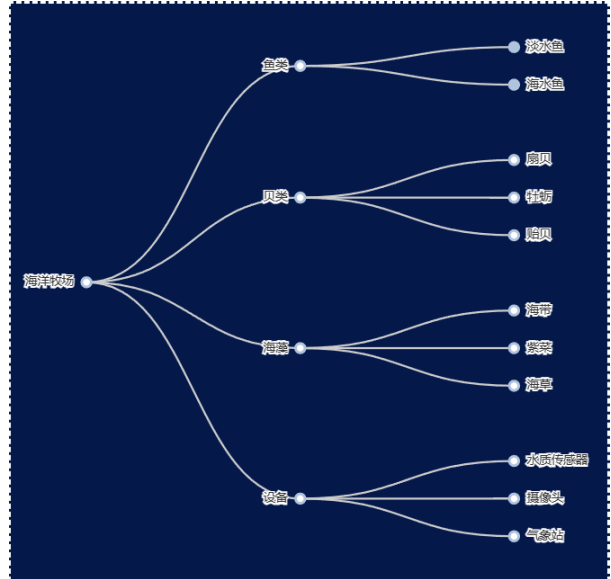 海洋牧场
鱼类
淡水鱼
海水鱼
贝类
扇贝
牡蛎
贻贝
海藻
海带
紫菜
海草
设备
水质传感器
摄像头
气象站